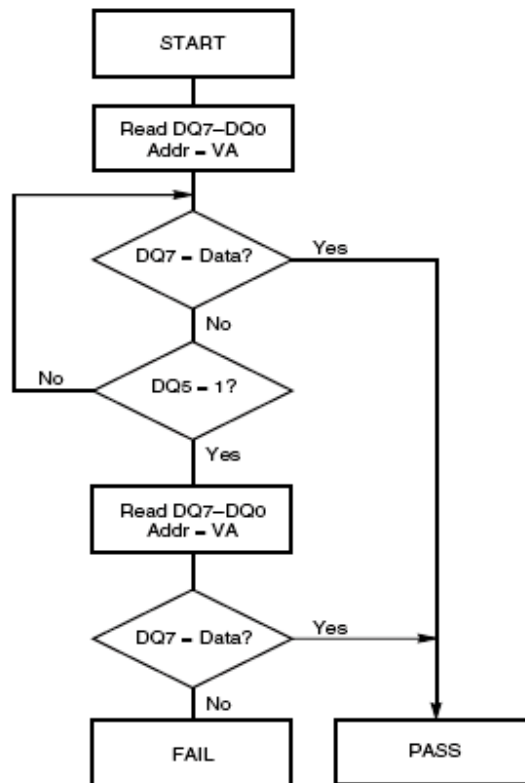 START
Read DQ7–DQ0
Addr = VA
DQ7 = Data?
Yes
No
No
DQ5 = 1?
Yes
Read DQ7–DQ0
Addr = VA
DQ7 = Data?
Yes
No
FAIL
PASS